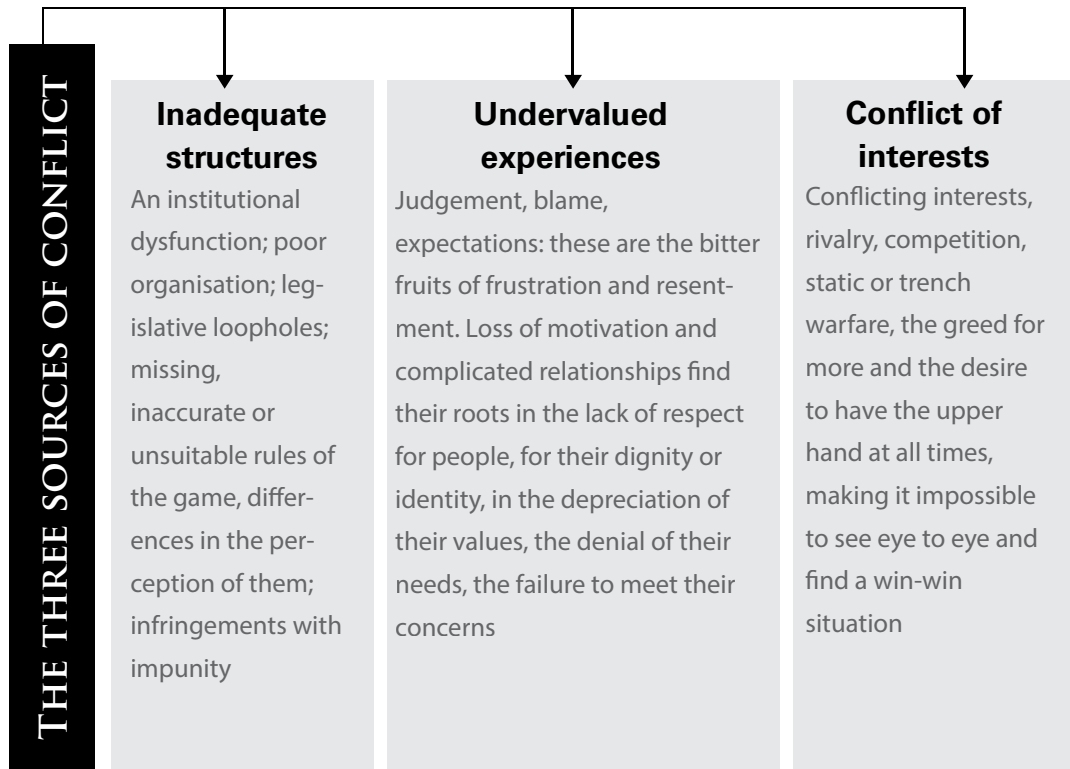 THE THREE SOURCES OF CONFLICT
Inadequate
structures
An institutional
dysfunction; poor
organisation; leg-
islative loopholes;
missing,
inaccurate or
unsuitable rules of
the game, differ-
ences in the per-
ception of them;
infringements with
impunity
Undervalued
experiences
Judgement, blame,
expectations: these are the bitter
fruits of frustration and resent-
ment. Loss of motivation and
complicated relationships find
their roots in the lack of respect
for people, for their dignity or
identity, in the depreciation of
their values, the denial of their
needs, the failure to meet their
concerns
Conflict of
interests
Conflicting interests,
rivalry, competition,
static or trench
warfare, the greed for
more and the desire
to have the upper
hand at all times,
making it impossible
to see eye to eye and
find a win-win
situation